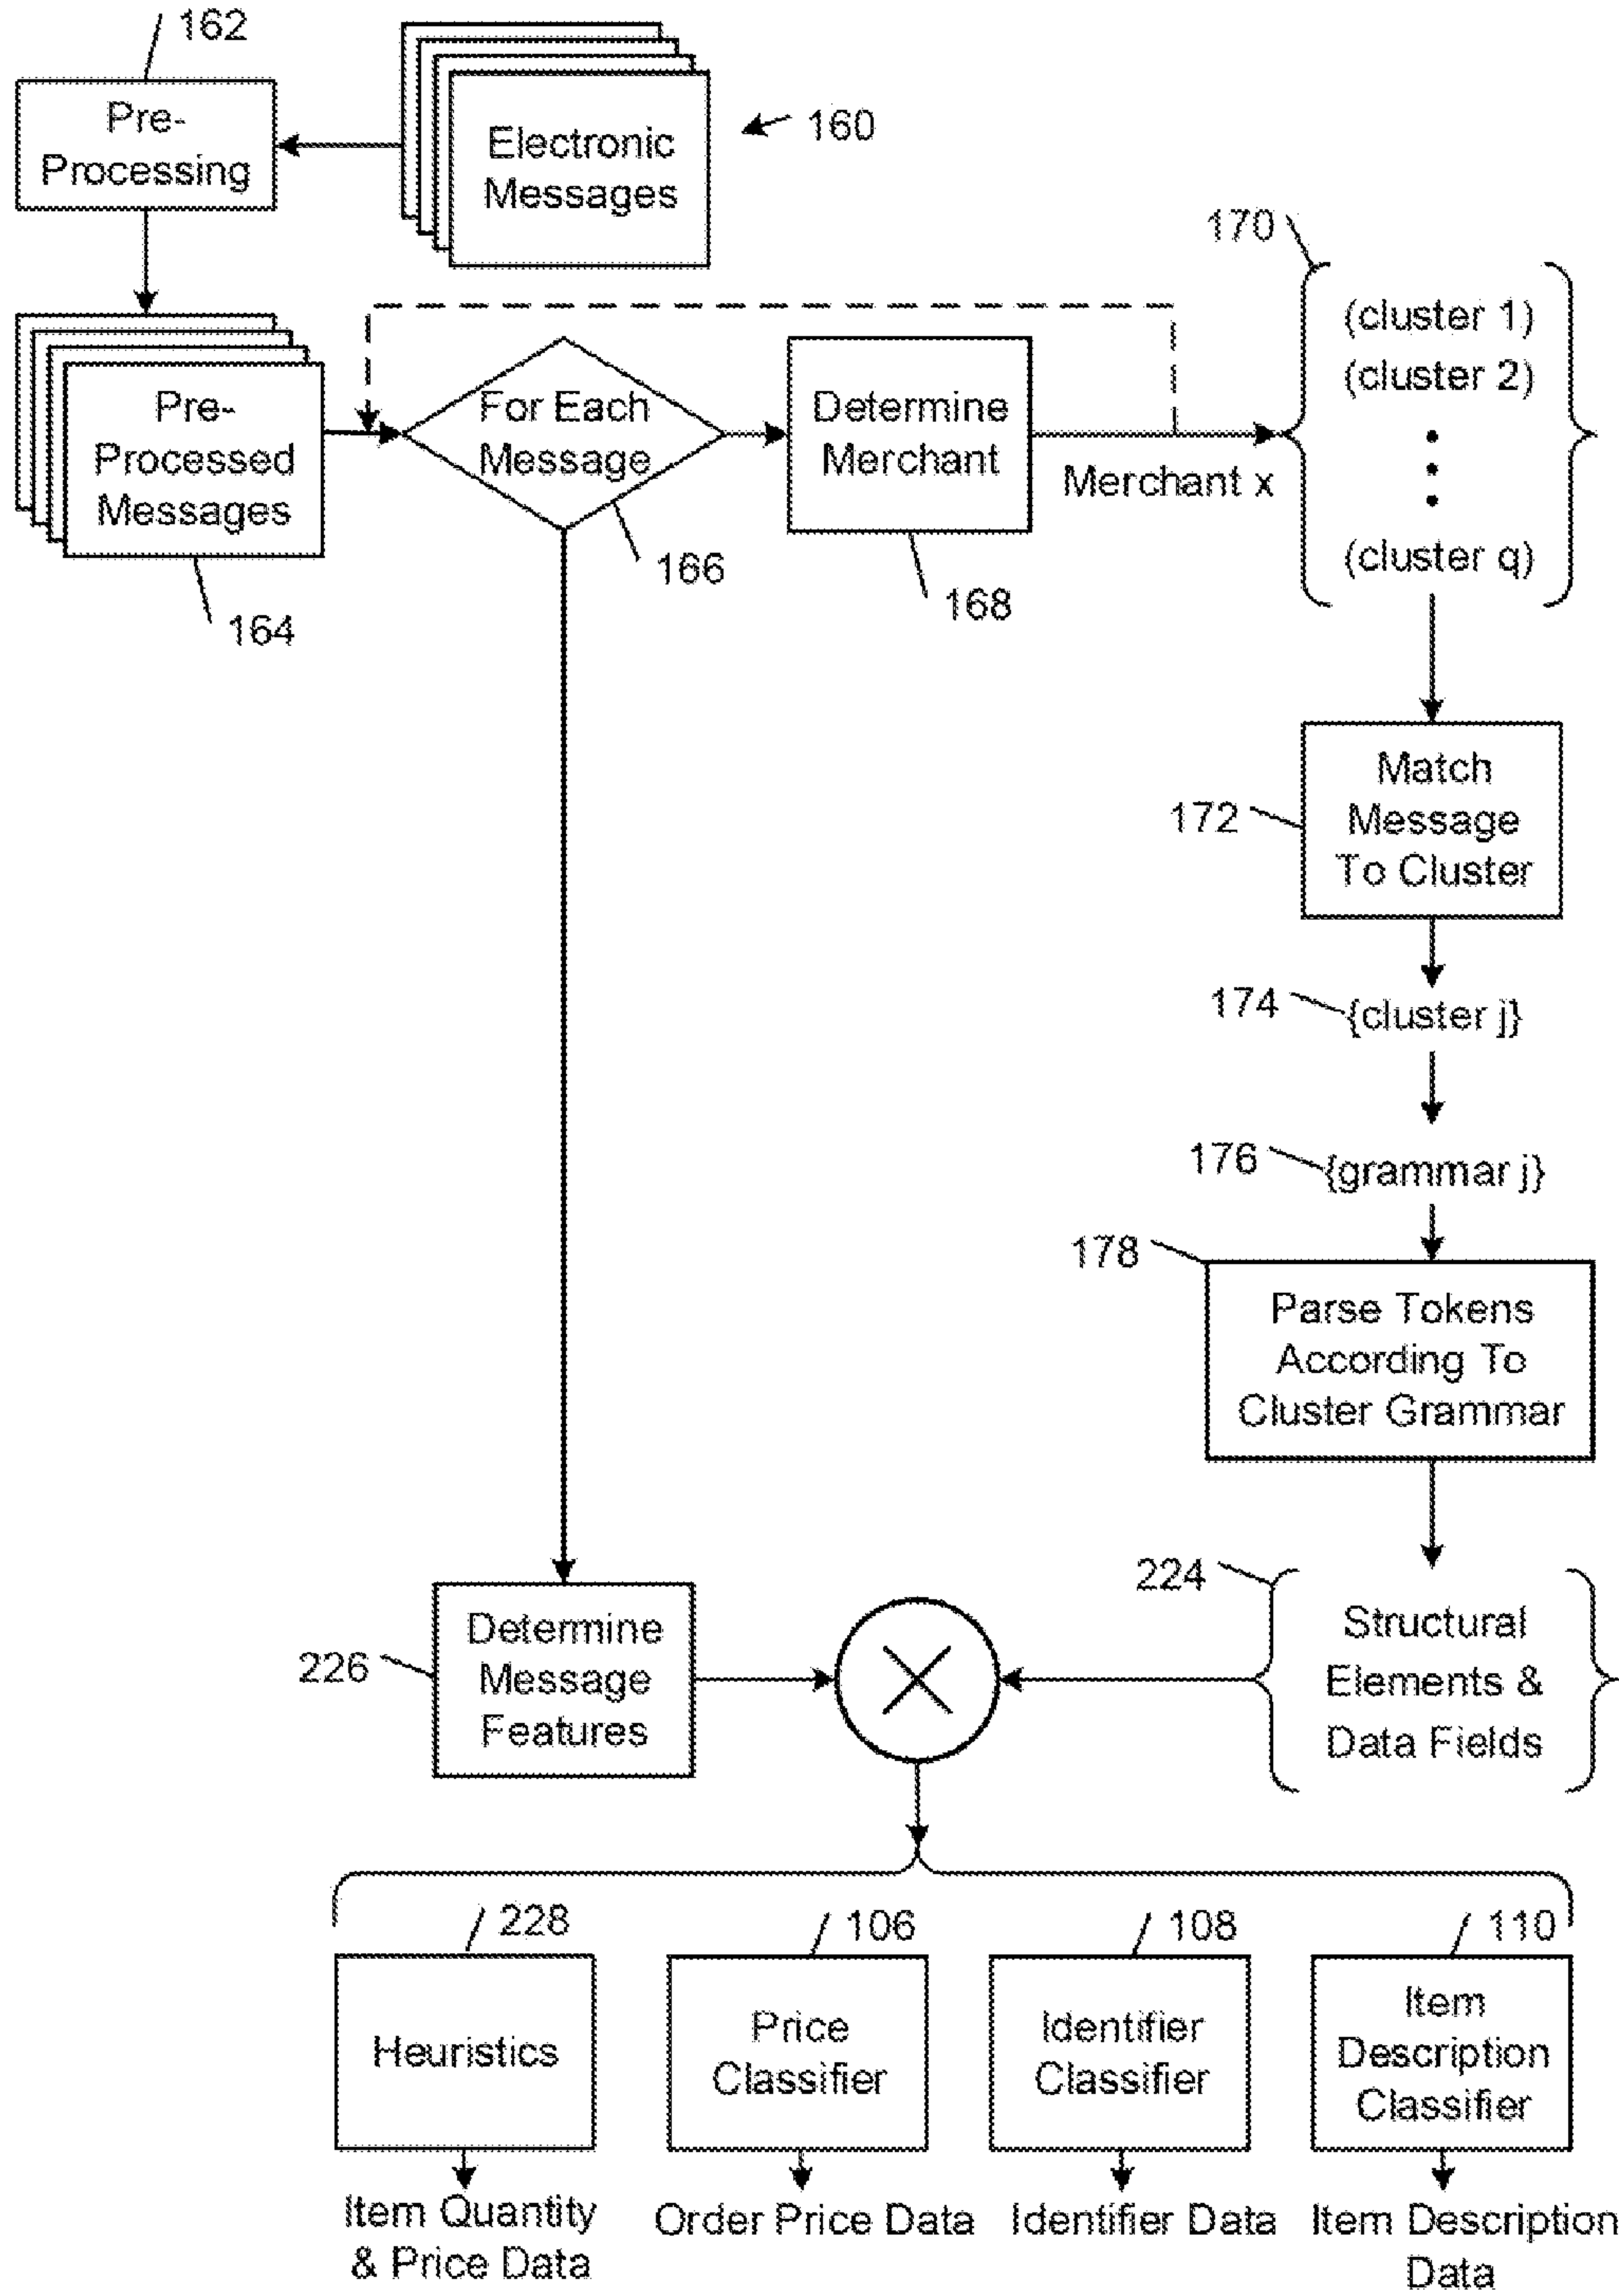 162
Pre-
Processing
Electronic
Messages
160
170
(cluster 1)
(cluster 2)
(cluster q)
Pre-
Processed
Messages
164
For Each
Message
166
Determine
Merchant
168
Merchant x
172
Match
Message
To Cluster
174
{cluster j}
176
{grammar j}
178
Parse Tokens
According To
Cluster Grammar
224
Structural
Elements &
Data Fields
226
Determine
Message
Features
228
Heuristics
Item Quantity
& Price Data
106
Price
Classifier
Order Price Data
108
Identifier
Classifier
Identifier Data
110
Item
Description
Classifier
Item Description
Data